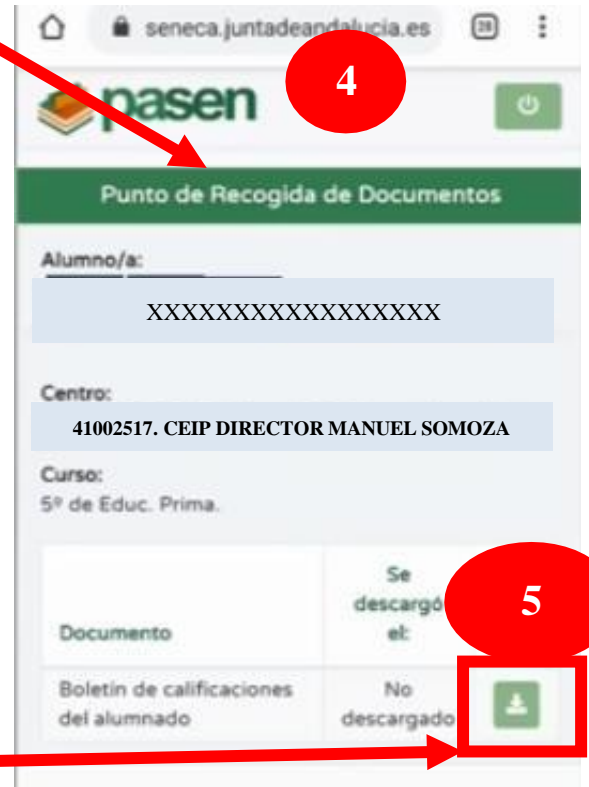 seneca.juntadeandalucia.es
28
4
pasen
Punto de Recogida de Documentos
Alumno/a:
XXXXXXXXXXXXXXXXX
Centro:
41002517. CEIP DIRECTOR MANUEL SOMOZA
Curso:
5º de Educ. Prima.
Documento
Se
descargó
el:
5
Boletín de calificaciones
del alumnado
No
descargado